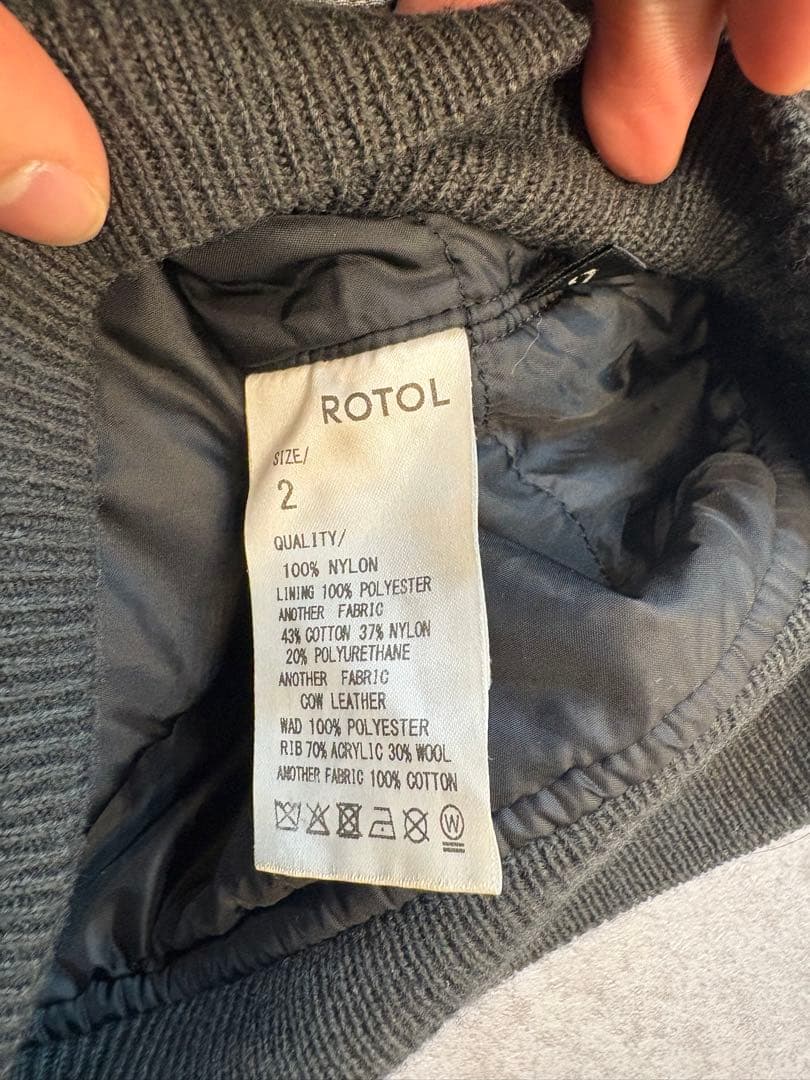 ROTOL
SIZE/
2
QUALITY/
100% NYLON
LINING 100% POLYESTER
ANOTHER FABRIC
43% COTTON 37% NYLON
20% POLYURETHANE
ANOTHER FABRIC
COW LEATHER
WAD 100% POLYESTER
RIB 70% ACRYLIC 30% WOOL
ANOTHER FABRIC 100% COTTON
W